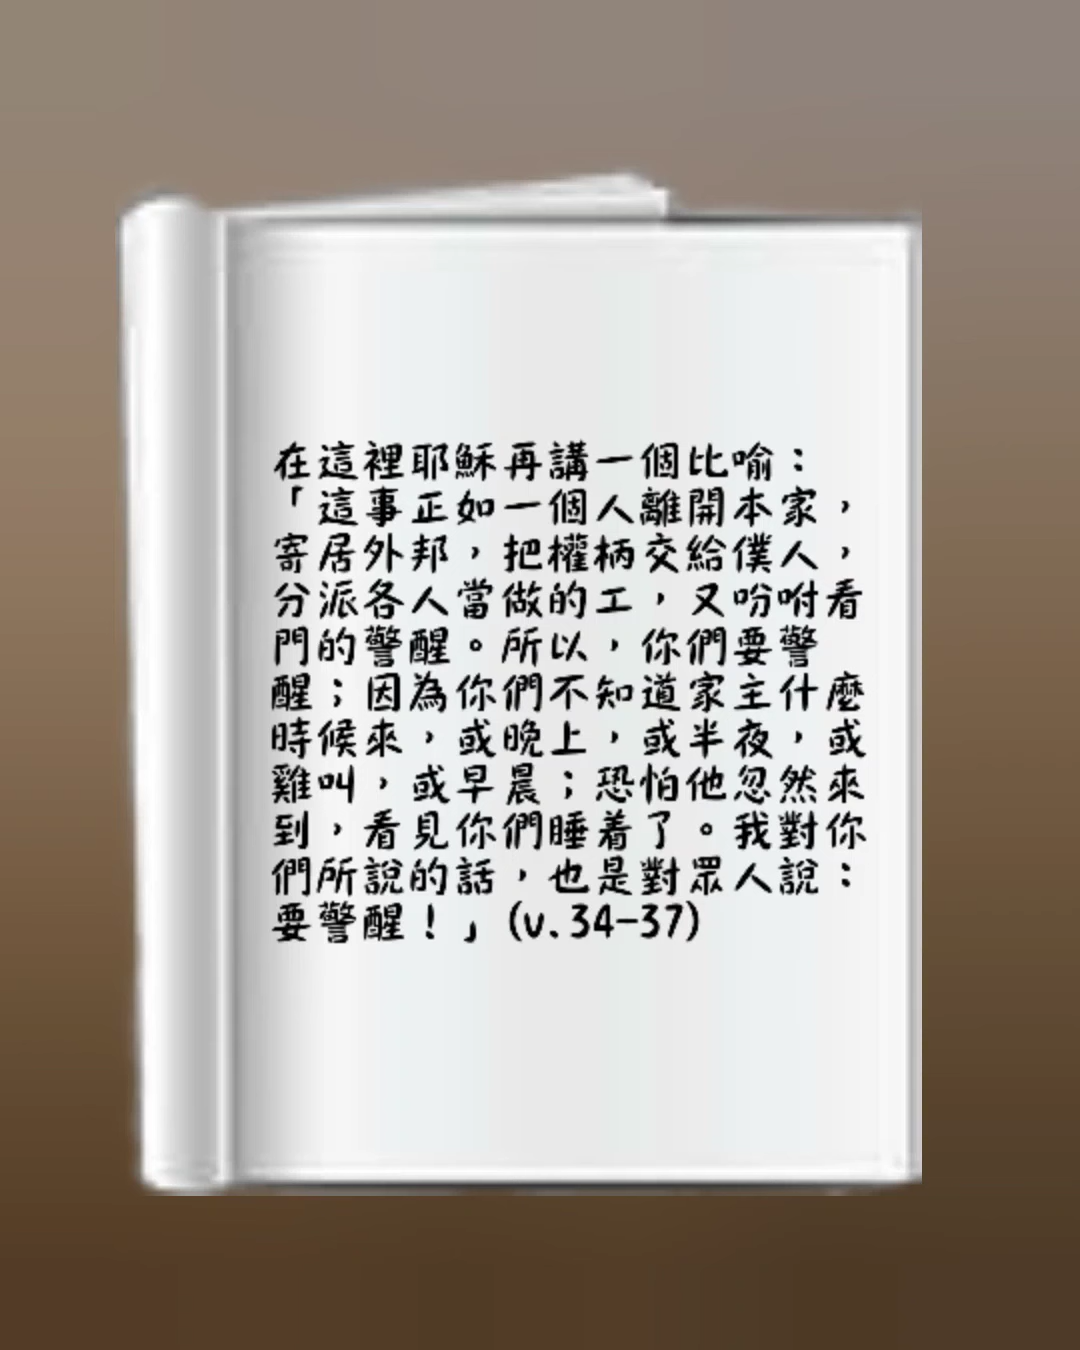 在這裡耶穌再講一個比喻：
「這事正如一個人離開本家，
寄居外邦，把權柄交給僕人，
分派各人當做的工，又吩咐看
門的警醒。所以，你們要警
醒；因為你們不知道家主什麼
時候來，或晚上，或半夜，或
雞叫，或早晨；恐怕他忽然來
到，看見你們睡着了。我對你
們所說的話，也是對眾人說：
要警醒！」(v.34-37)